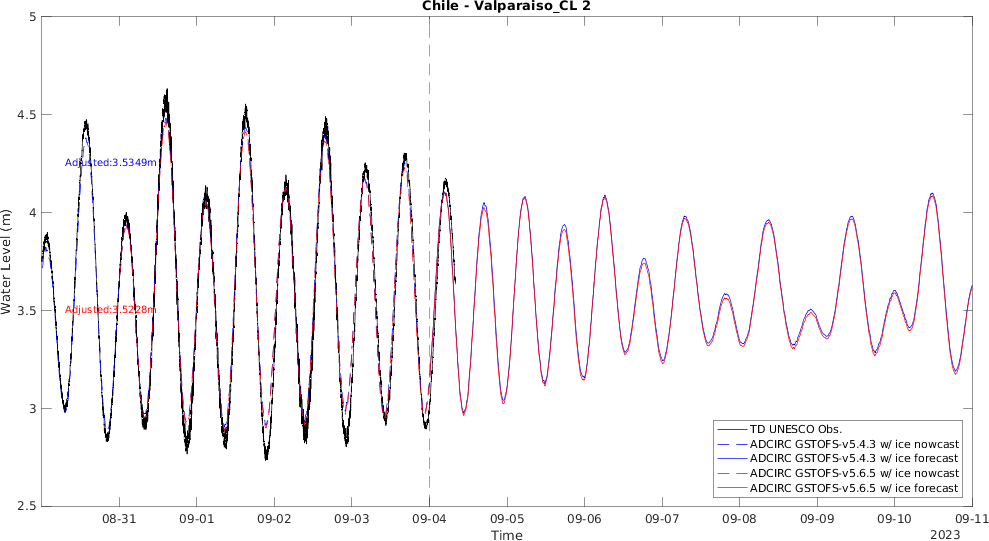 Chile - Valparaiso_CL 2
5
4.5
4
3.5
3
2.5
Water Level (m)
Adjusted:3.5349m
Adjusted:3.5228m
TD UNESCO Obs.
ADCIRC GSTOFS-v5.4.3 w/ ice nowcast
ADCIRC GSTOFS-v5.4.3 w/ ice forecast
ADCIRC GSTOFS-v5.6.5 w/ ice nowcast
ADCIRC GSTOFS-v5.6.5 w/ ice forecast
08-31 09-01 09-02 09-03 09-04 09-05 09-06 09-07 09-08 09-09 09-10 09-11
Time
2023